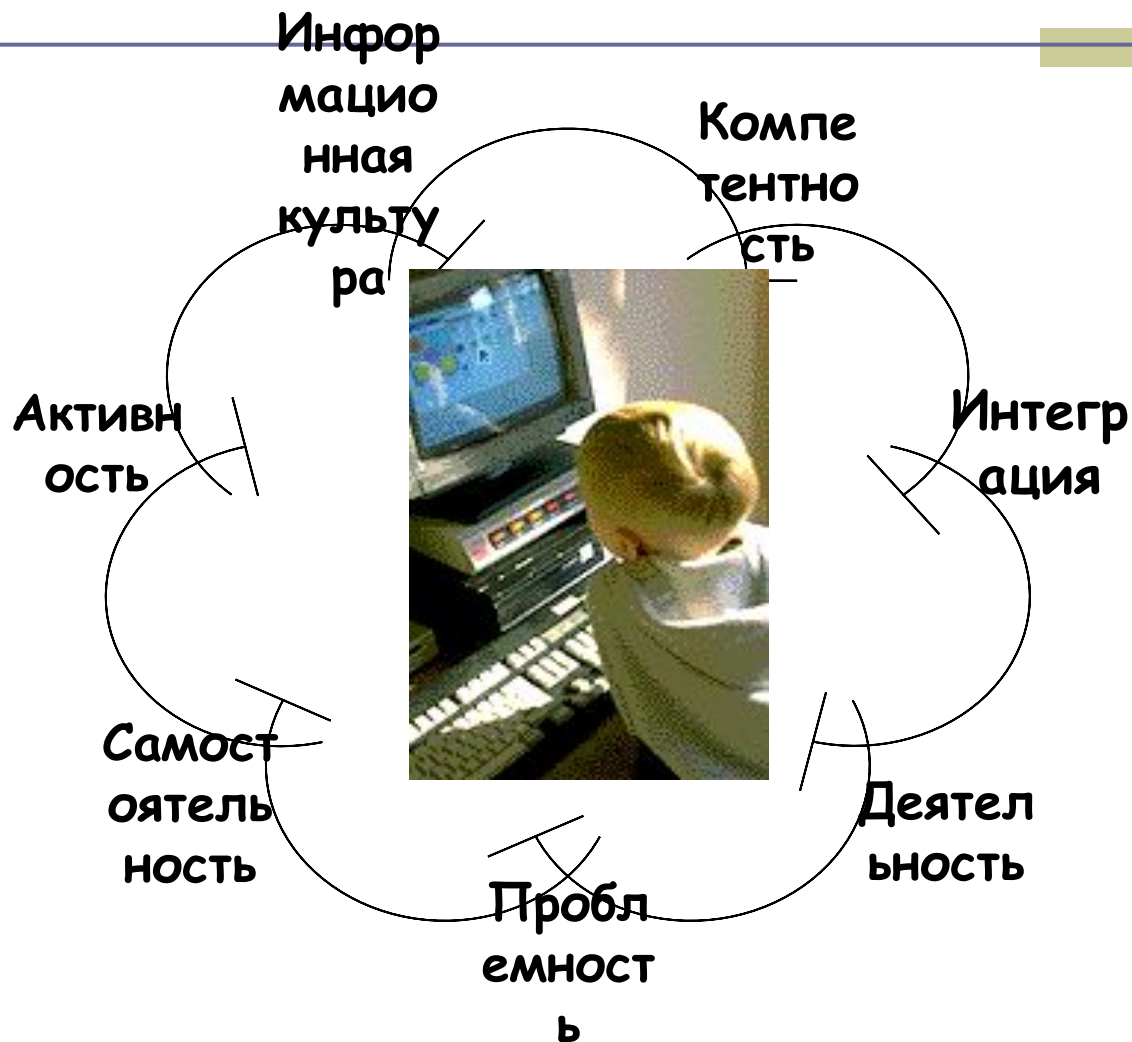 Инфор
мацио
нная
культу
ра
Компе
тентно
сть
Интегр
ация
Деятел
ьность
Пробл
емност
ь
Самост
оятель
ность
Активн
ость